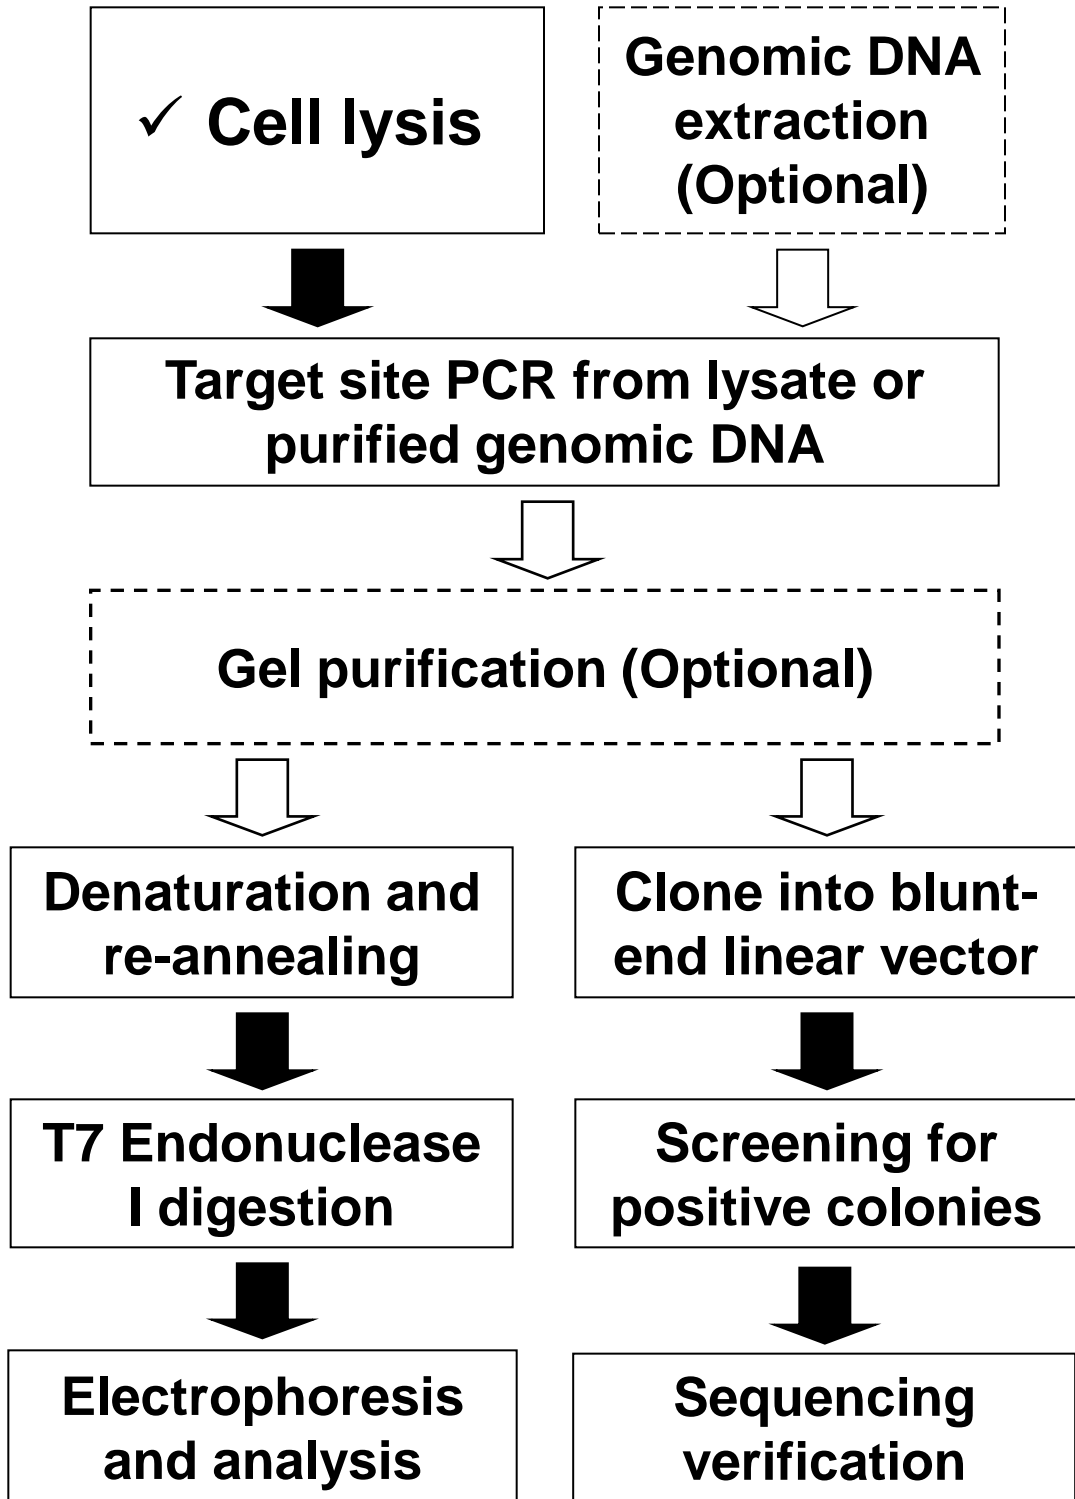 ✓ Cell lysis
Genomic DNA
extraction
(Optional)
Target site PCR from lysate or
purified genomic DNA
Gel purification (Optional)
Denaturation and
re-annealing
Clone into blunt-
end linear vector
T7 Endonuclease
I digestion
Screening for
positive colonies
Electrophoresis
and analysis
Sequencing
verification